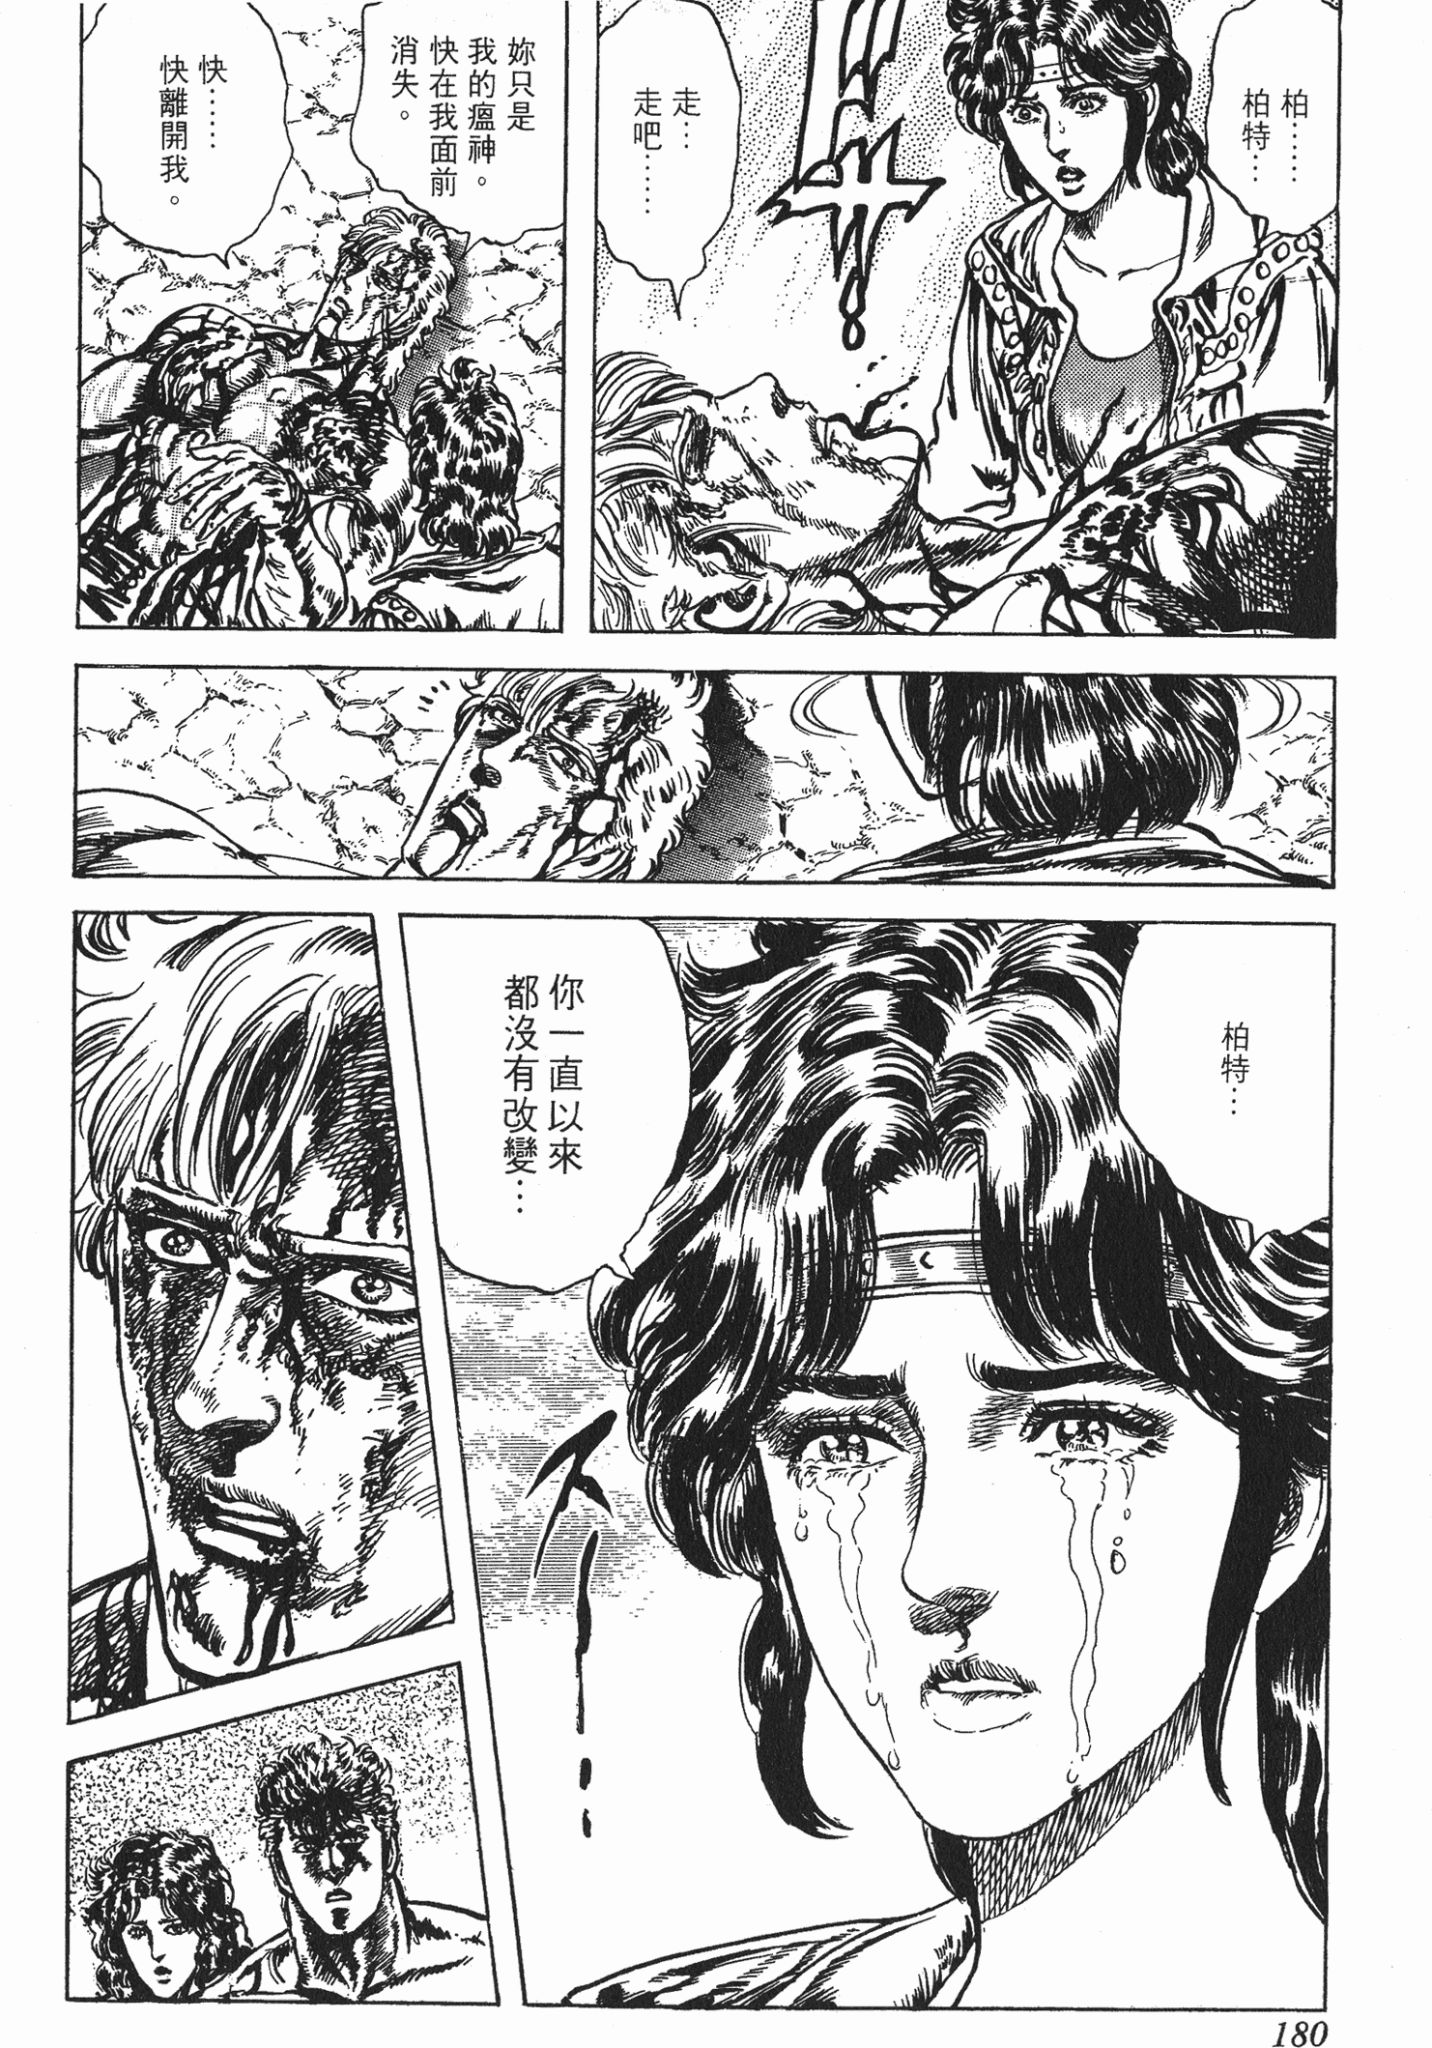 柏……
柏特…
走…
走吧……
妳只是
我的瘟神。
快在我面前
消失。
快……
快離開我。
柏特…
你一直以來
都沒有改變…
180